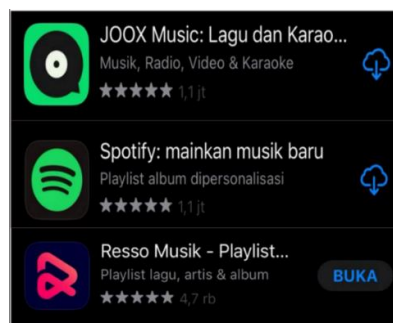 JOOX Music: Lagu dan Karao...
Musik, Radio, Video & Karaoke
1,1 jt
Spotify: mainkan musik baru
Playlist album dipersonalisasi
1,1 jt
Resso Musik - Playlist...
Playlist lagu, artis & album
BUKA
4,7 rb